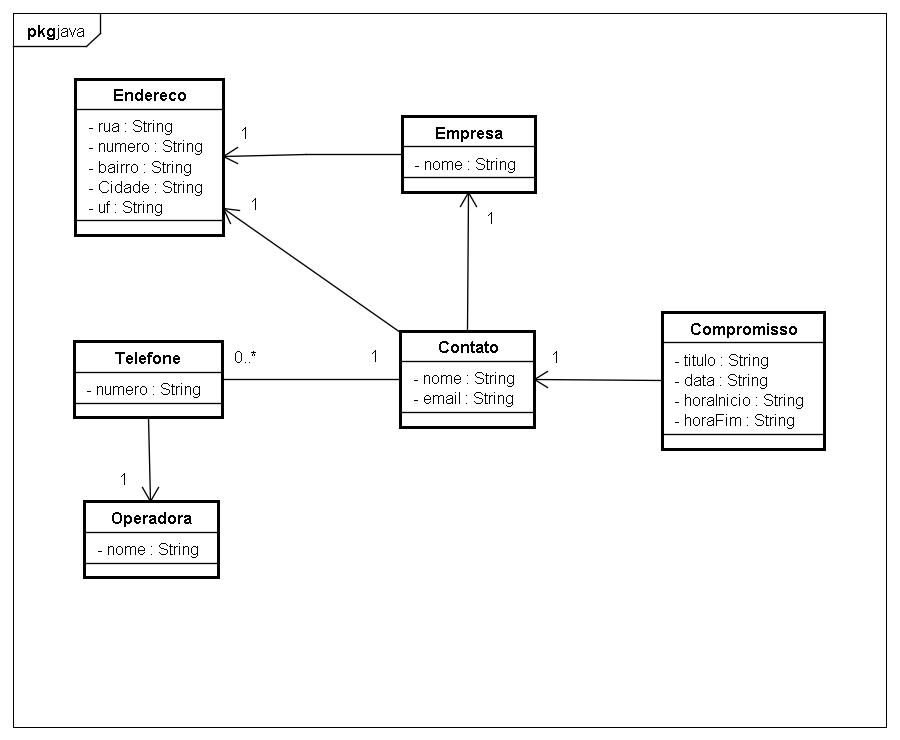 pkg java
Endereco
- rua : String
- numero : String
- bairro : String
- Cidade : String
- uf : String
1
1
Empresa
- nome : String
1
Telefone
- numero : String
0..*
1
Contato
- nome : String
- email : String
1
Compromisso
- titulo : String
- data : String
- horaInicio : String
- horaFim : String
1
Operadora
- nome : String